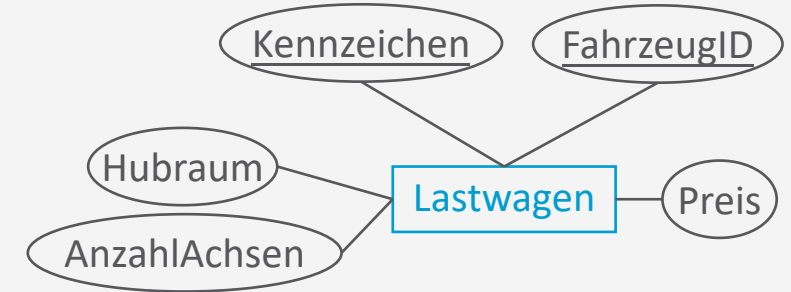 Kennzeichen
FahrzeugID
Hubraum
Lastwagen
Preis
AnzahlAchsen